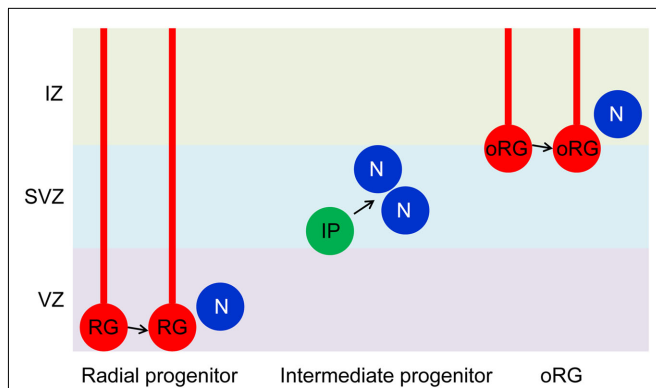 IZ
N
oRG
oRG
SVZ
N
N
IP
VZ
N
RG
RG
Radial progenitor
Intermediate progenitor
oRG